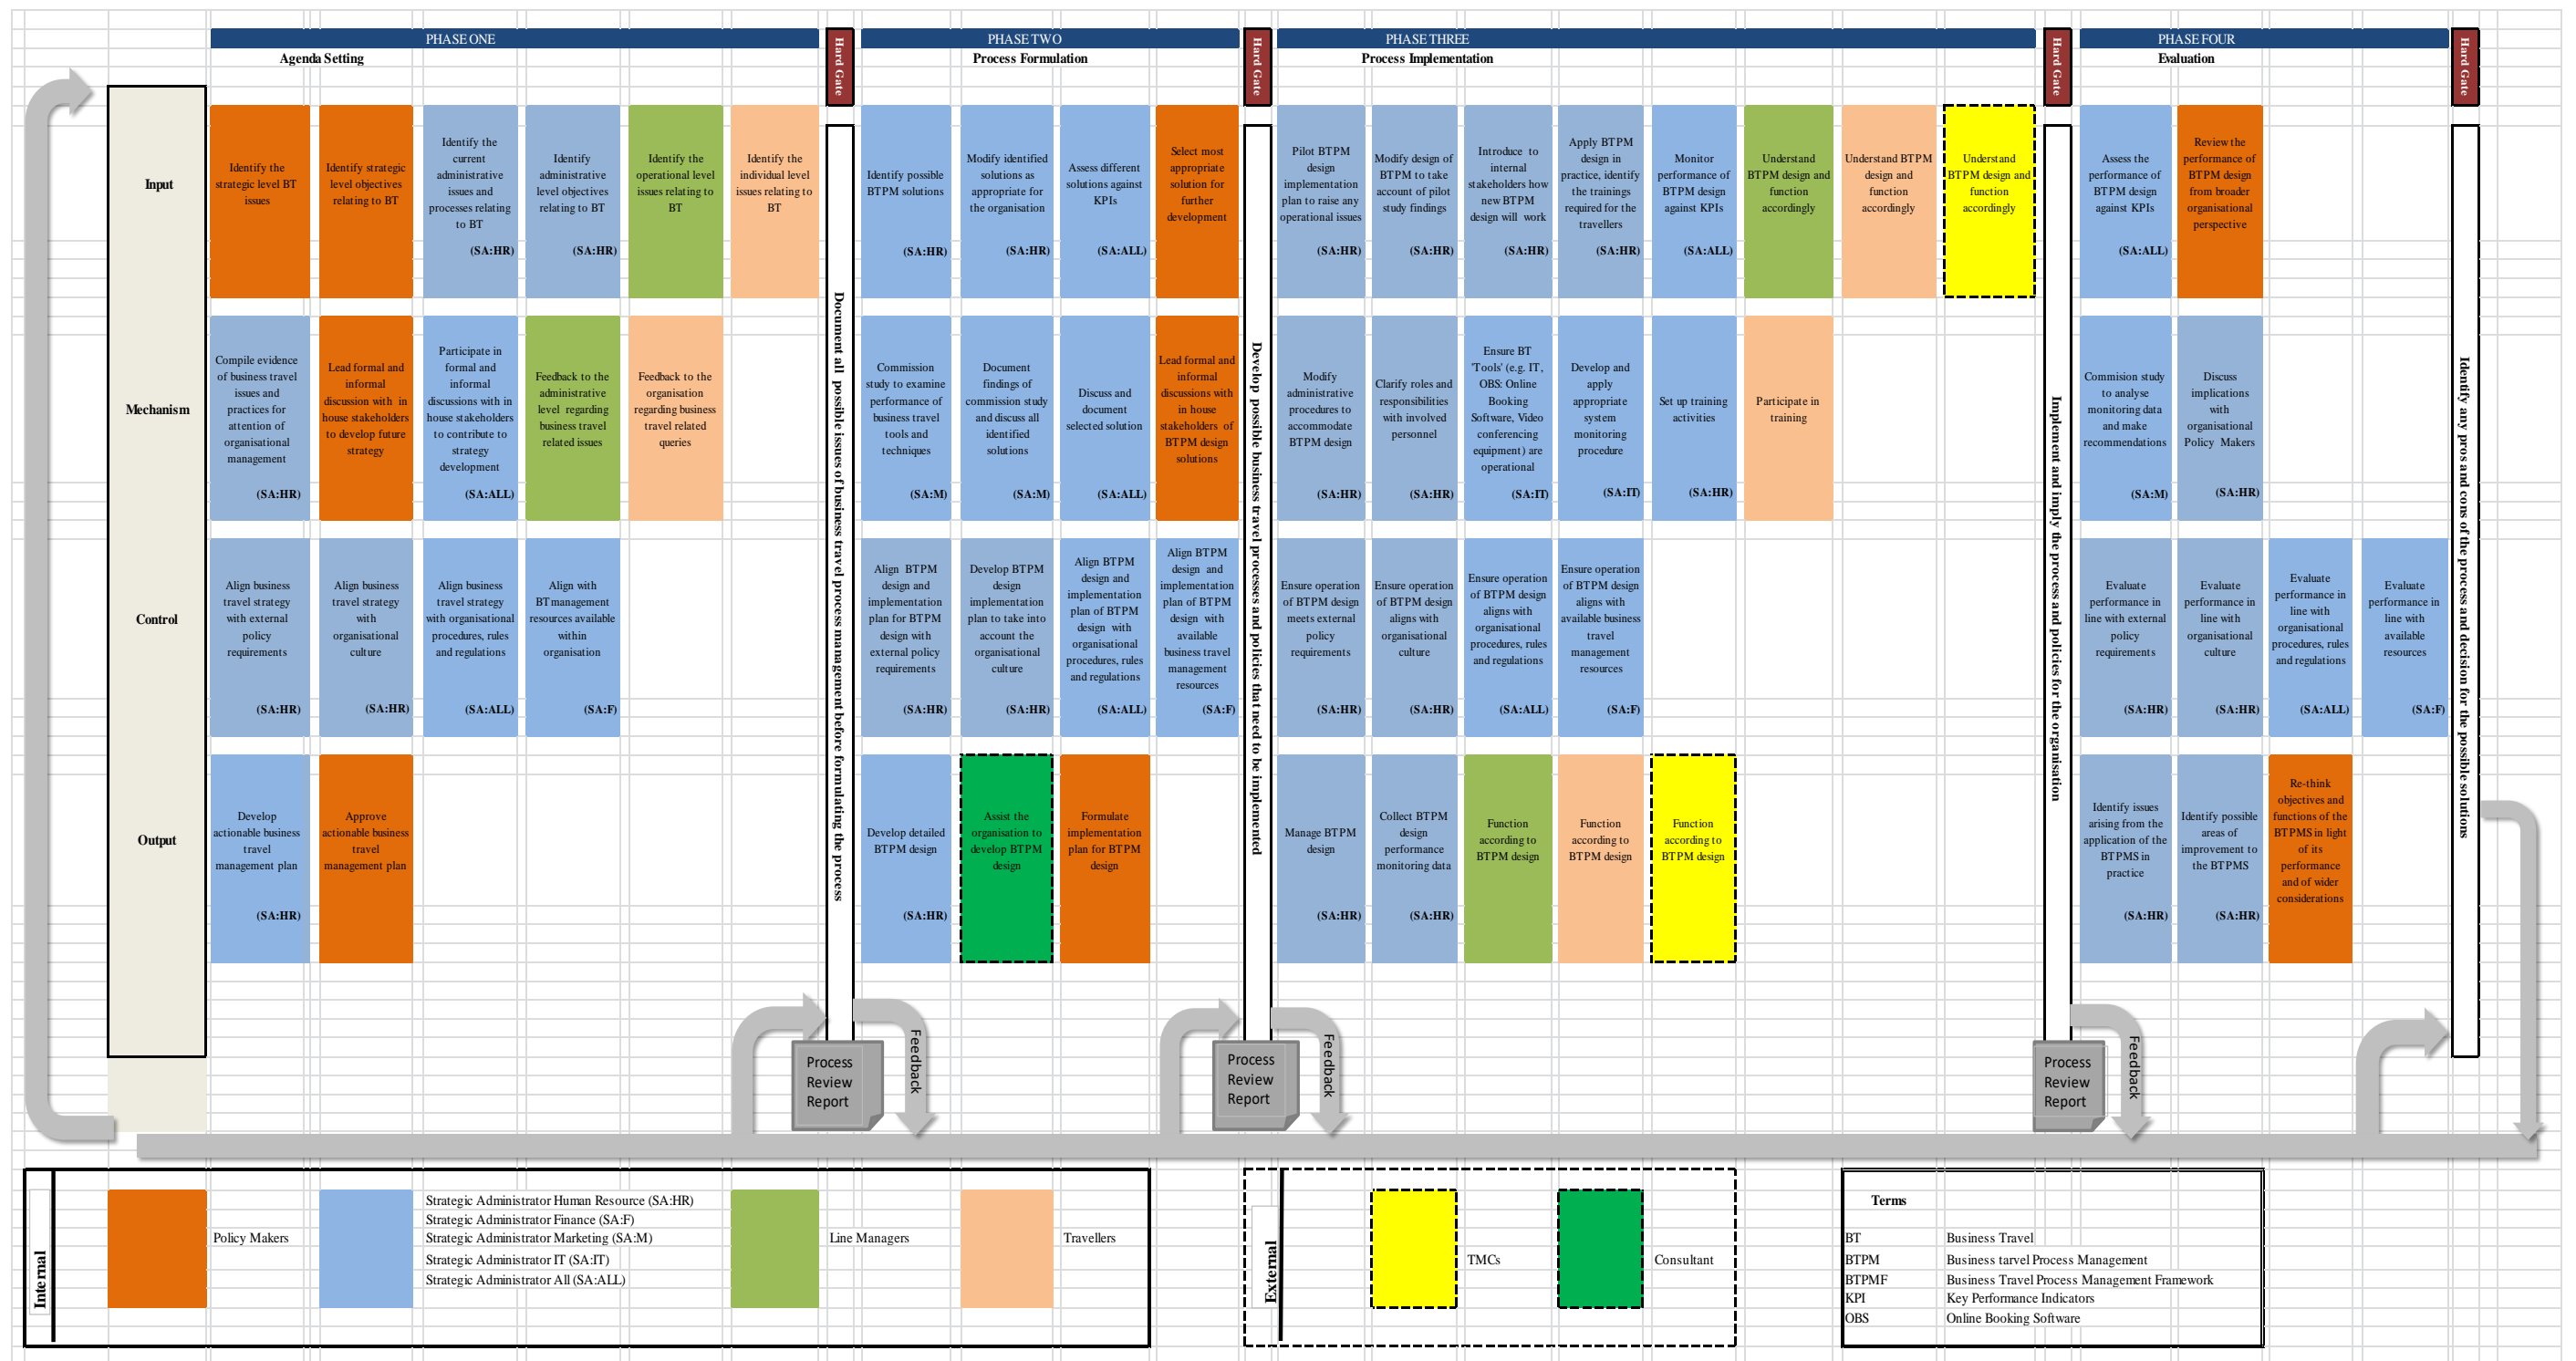 PHASE ONE
Agenda Setting
Hard Gate
PHASE TWO
Process Formulation
Hard Gate
PHASE THREE
Process Implementation
Hard Gate
PHASE FOUR
Evaluation
Hard Gate
Input
Identify the
strategic level BT
issues
Identify strategic
level objectives
relating to BT
Identify the
current
administrative
issues and
processes relating
to BT
(SA:HR)
Identify
administrative
level objectives
relating to BT
(SA:HR)
Identify the
operational level
issues relating to
BT
Identify the
individual level
issues relating to
BT
Identify possible
BTPM solutions
(SA:HR)
Modify identified
solutions as
appropriate for
the organisation
(SA:HR)
Assess different
solutions against
KPIs
(SA:ALL)
Select most
appropriate
solution for
further
development
Pilot BTPM
design
implementation
plan to raise any
operational issues
(SA:HR)
Modify design of
BTPM to take
account of pilot
study findings
(SA:HR)
Introduce to
internal
stakeholders how
new BTPM
design will work
(SA:HR)
Apply BTPM
design in
practice, identify
the trainings
required for the
travellers
(SA:HR)
Monitor
performance of
BTPM design
against KPIs
(SA:ALL)
Understand
BTPM design and
function
accordingly
Understand BTPM
design and
function
accordingly
Understand
BTPM design and
function
accordingly
Assess the
performance of
BTPM design
against KPIs
(SA:ALL)
Review the
performance of
BTPM design
from broader
organisational
perspective
Mechanism
Compile evidence
of business travel
issues and
practices for
attention of
organisational
management
(SA:HR)
Lead formal and
informal
discussion with in
house stakeholders
to develop future
strategy
Participate in
formal and
informal
discussions with in
house stakeholders
to contribute to
strategy
development
(SA:ALL)
Feedback to the
administrative
level regarding
business travel
related issues
Feedback to the
organisation
regarding business
travel related
queries
Commission
study to examine
performance of
business travel
tools and
techniques
(SA:M)
Document
findings of
commission study
and discuss all
identified
solutions
(SA:M)
Discuss and
document
selected solution
(SA:ALL)
Lead formal and
informal
discussions with
in house
stakeholders of
BTPM design
solutions
Modify
administrative
procedures to
accommodate
BTPM design
(SA:HR)
Clarify roles and
responsibilities
with involved
personnel
(SA:HR)
Ensure BT
'Tools' (e.g. IT,
OBS: Online
Booking
Software, Video
conferencing
equipment) are
operational
(SA:IT)
Develop and
apply
appropriate
system
monitoring
procedure
(SA:IT)
Set up training
activities
(SA:HR)
Participate in
training
Commision study
to analyse
monitoring data
and make
recommendations
(SA:M)
Discuss
implications
with
organisational
Policy Makers
(SA:HR)
Control
Align business
travel strategy
with external
policy
requirements
(SA:HR)
Align business
travel strategy
with
organisational
culture
(SA:HR)
Align business
travel strategy
with organisational
procedures, rules
and regulations
(SA:ALL)
Align with
BT management
resources available
within
organisation
(SA:F)
Align BTPM
design and
implementation
plan for BTPM
design with
external policy
requirements
(SA:HR)
Develop BTPM
design
implementation
plan to take into
account the
organisational
culture
(SA:HR)
Align BTPM
design and
implementation
plan of BTPM
design with
organisational
procedures, rules
and regulations
(SA:ALL)
Align BTPM
design and
implementation
plan of BTPM
design with
available
business travel
management
resources
(SA:F)
Ensure operation
of BTPM design
meets external
policy
requirements
(SA:HR)
Ensure operation
of BTPM design
aligns with
organisational
culture
(SA:HR)
Ensure operation
of BTPM design
aligns with
organisational
procedures, rules
and regulations
(SA:ALL)
Ensure operation
of BTPM design
aligns with
available business
travel
management
resources
(SA:F)
Evaluate
performance in
line with external
policy
requirements
(SA:HR)
Evaluate
performance in
line with
organisational
culture
(SA:HR)
Evaluate
performance in
line with
organisational
procedures, rules
and regulations
(SA:ALL)
Evaluate
performance in
line with
available
resources
(SA:F)
Output
Develop
actionable business
travel
management plan
(SA:HR)
Approve
actionable business
travel
management plan
Develop detailed
BTPM design
(SA:HR)
Assist the
organisation to
develop BTPM
design
Formulate
implementation
plan for BTPM
design
Manage BTPM
design
(SA:HR)
Collect BTPM
design
performance
monitoring data
(SA:HR)
Function
according to
BTPM design
Function
according to
BTPM design
Function
according to
BTPM design
Identify issues
arising from the
application of the
BTPMS in
practice
(SA:HR)
Identify possible
areas of
improvement to
the BTPMS
(SA:HR)
Re-think
objectives and
functions of the
BTPMS in light
of its
performance
and of wider
considerations
Document all possible issues of business travel process management before formulating the process
Develop possible business travel processes and policies that need to be implemented
Implement and imply the process and policies for the organisation
Identify any pros and cons of the process and decision for the possible solutions
Process
Review
Report
Feedback
Process
Review
Report
Feedback
Process
Review
Report
Feedback
Internal
Policy Makers
Strategic Administrator Human Resource (SA:HR)
Strategic Administrator Finance (SA:F)
Strategic Administrator Marketing (SA:M)
Strategic Administrator IT (SA:IT)
Strategic Administrator All (SA:ALL)
Line Managers
Travellers
External
TMCs
Consultant
Terms
BT Business Travel
BTPM Business tarvel Process Management
BTPMF Business Travel Process Management Framework
KPI Key Performance Indicators
OBS Online Booking Software